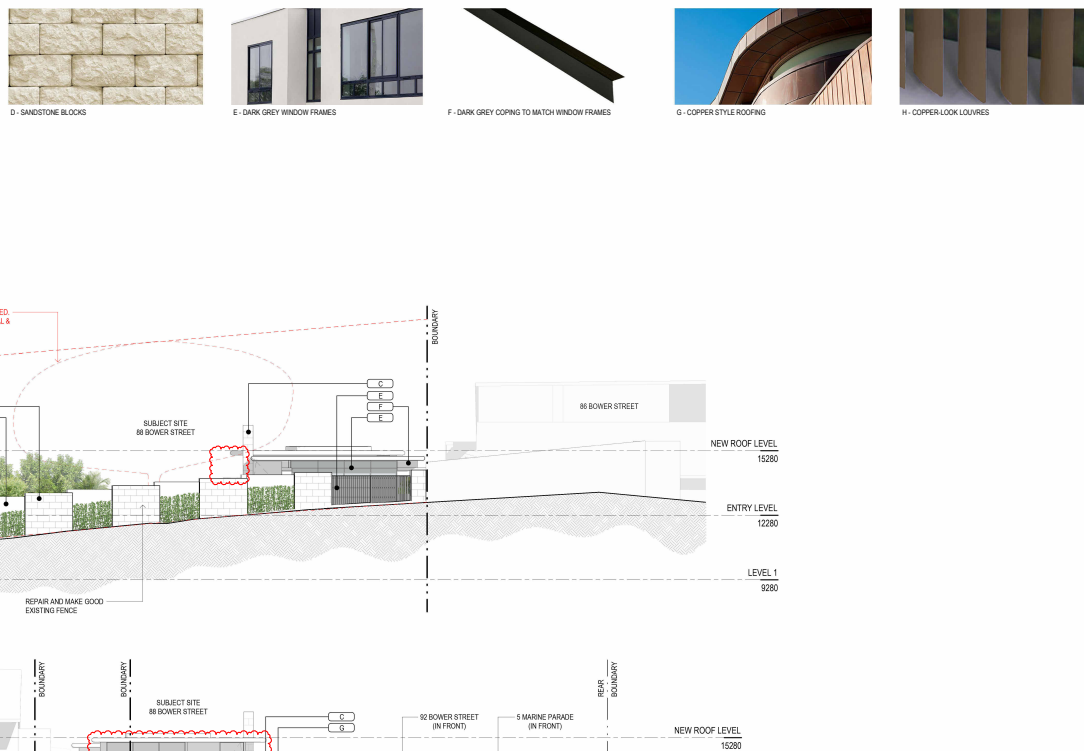 D - SANDSTONE BLOCKS
E - DARK GREY WINDOW FRAMES
F - DARK GREY COPING TO MATCH WINDOW FRAMES
G - COPPER STYLE ROOFING
H - COPPER-LOOK LOUVRES
ED.
AL &
BOUNDARY
C
E
F
E
86 BOWER STREET
SUBJECT SITE
88 BOWER STREET
NEW ROOF LEVEL
15280
ENTRY LEVEL
12280
LEVEL 1
9280
REPAIR AND MAKE GOOD
EXISTING FENCE
BOUNDARY
BOUNDARY
REAR
BOUNDARY
SUBJECT SITE
88 BOWER STREET
C
G
92 BOWER STREET
(IN FRONT)
5 MARINE PARADE
(IN FRONT)
NEW ROOF LEVEL
15280